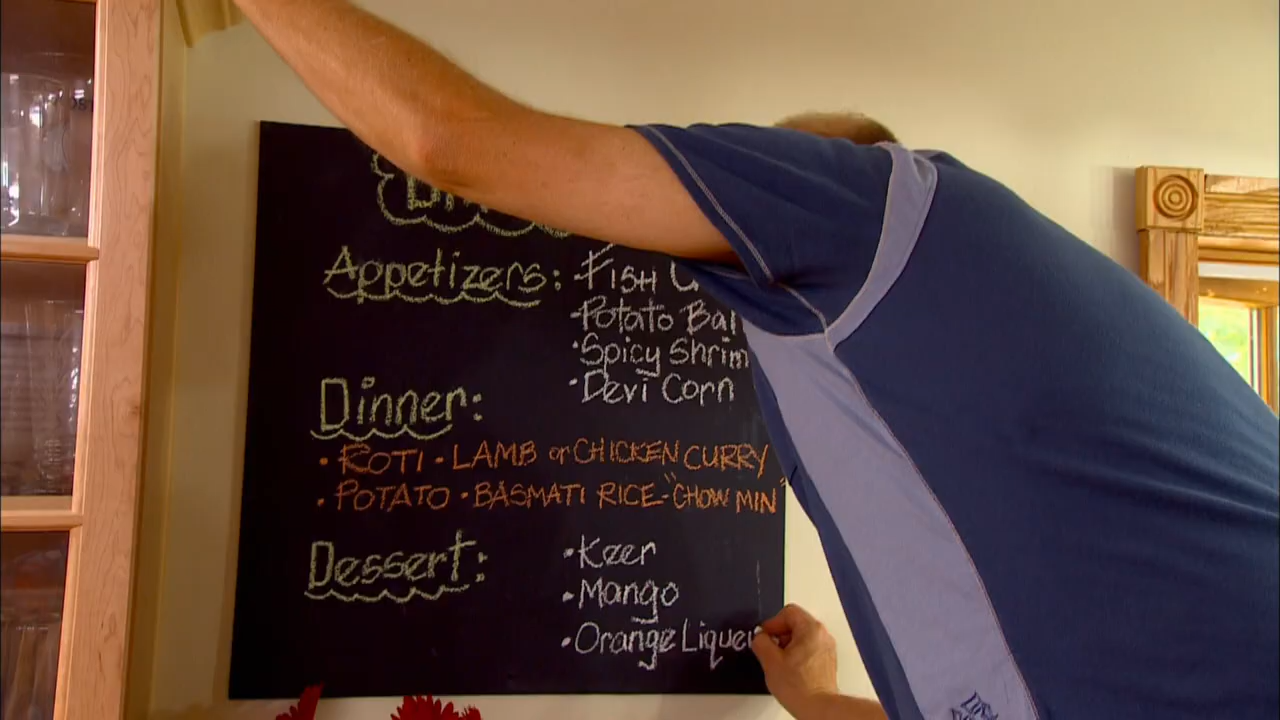 Appetizers: - FISH
- Potato Bal
• Spicy Shrim
• Devi Corn
Dinner:
• ROTI • LAMB or CHICKEN CURRY
• POTATO • BASMATI RICE - "CHOW MIN"
Dessert: • Keer
• Mango
• Orange Liquer